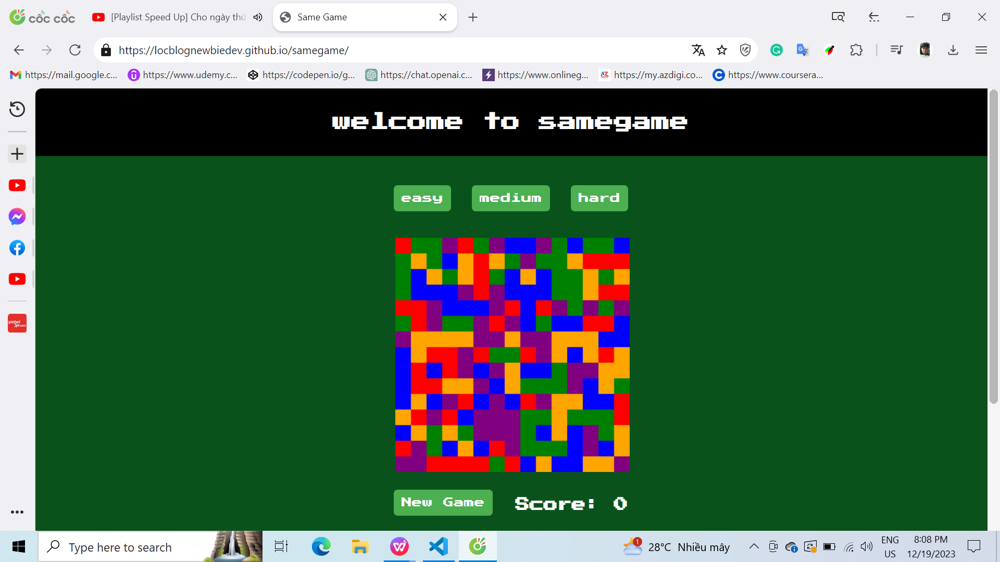 cốc cốc
[Playlist Speed Up] Cho ngày thứ
Same Game
https://locblognewbiedev.github.io/samegame/
https://mail.google.c...
https://www.udemy.c...
https://codepen.io/g...
https://chat.openai.c...
https://www.onlineg...
https://my.azdigi.co...
https://www.coursera...
welcome to samegame
easy
medium
hard
New Game
Score: 0
Type here to search
1
28°C Nhiều mây
ENG
US
8:08 PM
12/19/2023